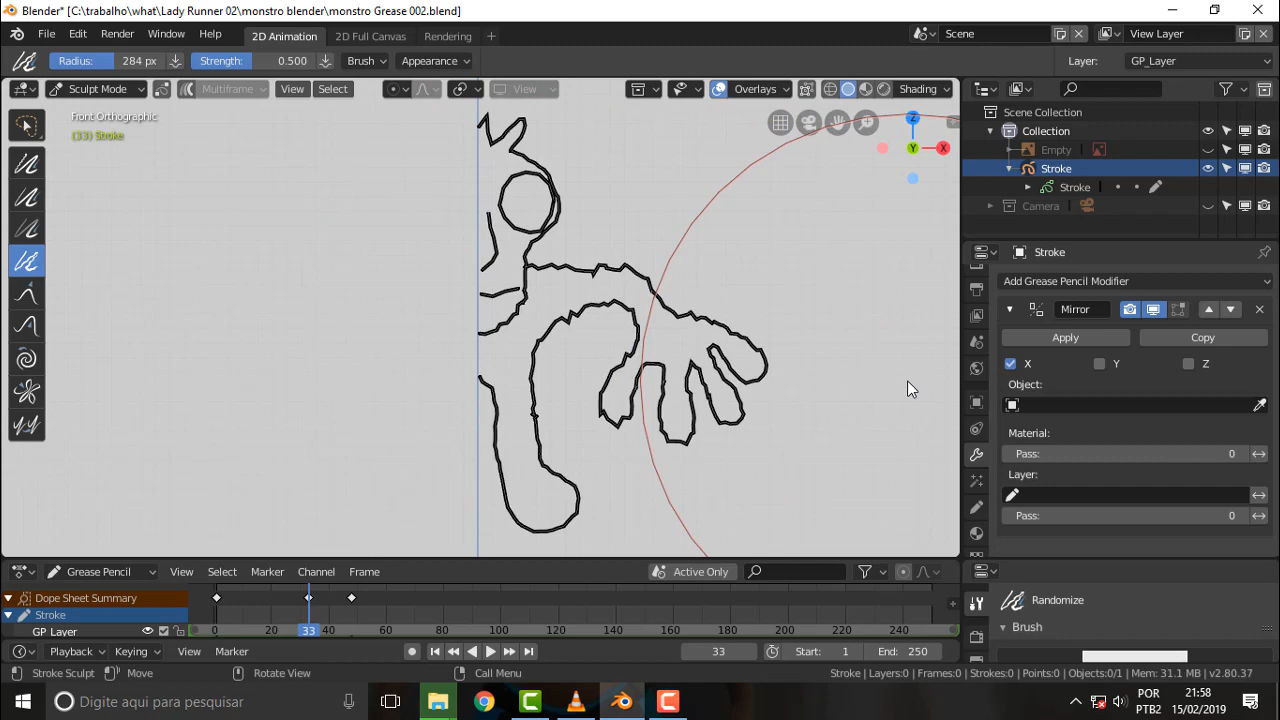 Blender* [C:\trabalho\what\Lady Runner 02\monstro blender\monstro Grease 002.blend]
File Edit Render Window Help 2D Animation 2D Full Canvas Rendering + Scene View Layer
Radius: 284 px Strength: 0.500 Brush Appearance Layer: GP_Layer
Sculpt Mode Multiframe View Select View Overlays Shading
Front Orthographic
(33) Stroke
Z
Y
X
Scene Collection
Collection
Empty
Stroke
Stroke
Camera
Stroke
Add Grease Pencil Modifier
Mirror
Apply Copy
X Y Z
Object:
Material:
Pass: 0
Layer:
Pass: 0
Grease Pencil View Select Marker Channel Frame Active Only
Dope Sheet Summary
Stroke
GP_Layer
0 20 33 40 60 80 100 120 140 160 180 200 220 240
Randomize
Brush
Playback Keying View Marker 33 Start: 1 End: 250
Stroke Sculpt Move Rotate View Call Menu Stroke | Layers:0 | Frames:0 | Strokes:0 | Points:0 | Objects:0/1 | Mem: 31.1 MB | v2.80.37
Digite aqui para pesquisar
POR 21:58
PTB2 15/02/2019